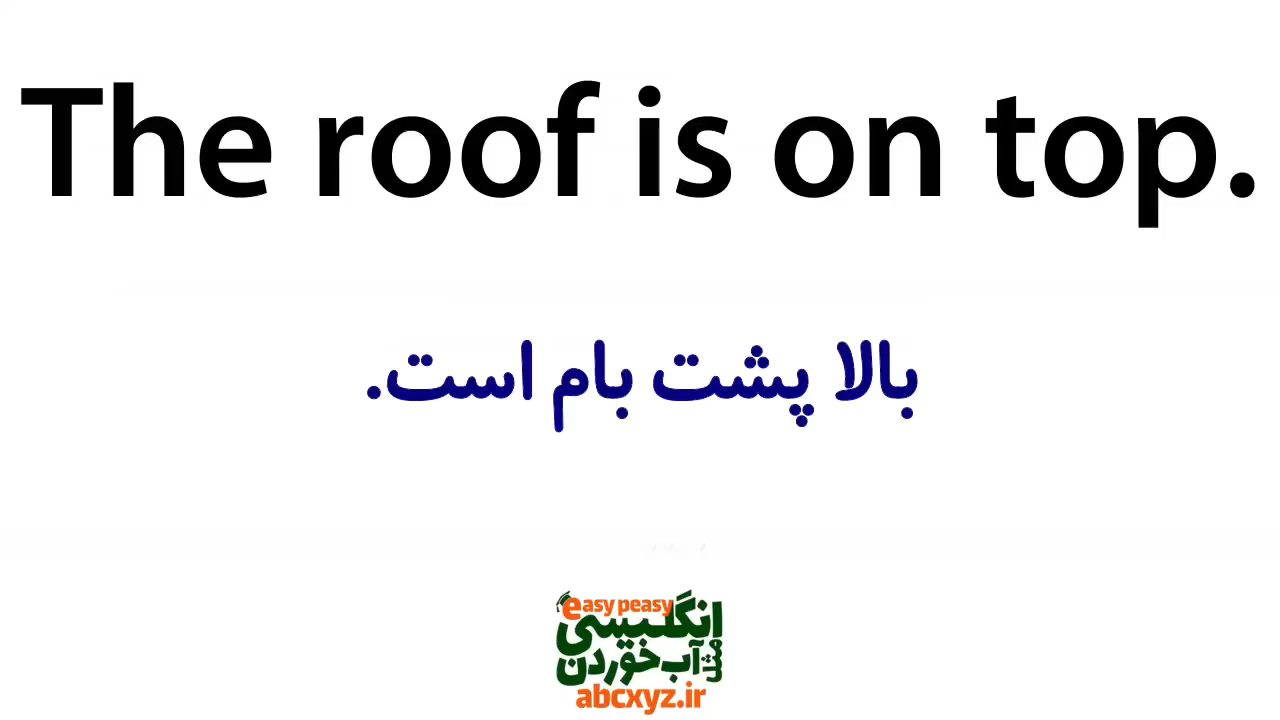 The roof is on top.
بالا پشت بام است.
easy peasy
انگلیسی
مثل آب خوردن
abcxyz.ir